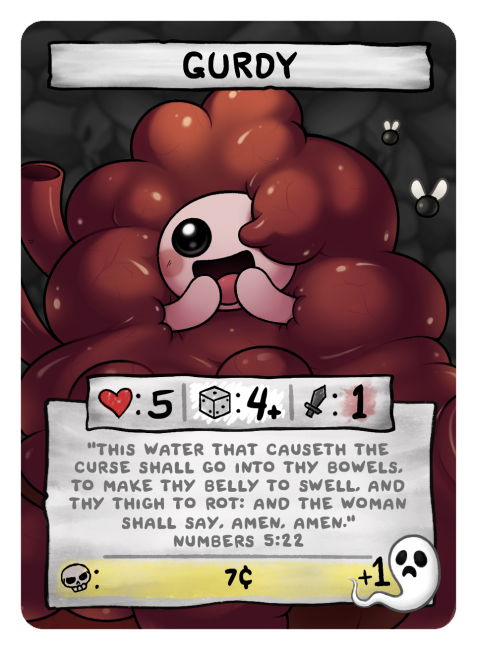 GURDY
:5 :4+ :1
"THIS WATER THAT CAUSETH THE
CURSE SHALL GO INTO THY BOWELS,
TO MAKE THY BELLY TO SWELL, AND
THY THIGH TO ROT: AND THE WOMAN
SHALL SAY, AMEN, AMEN."
NUMBERS 5:22
: 7¢ +1